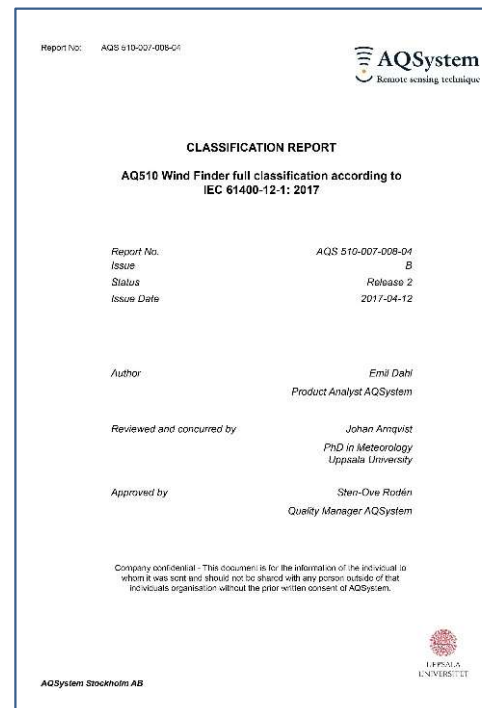 Report No: AQS 510-007-008-04
AQSystem
Remote sensing technique
CLASSIFICATION REPORT
AQ510 Wind Finder full classification according to
IEC 61400-12-1: 2017
Report No. AQS 510-007-008-04
Issue B
Status Release 2
Issue Date 2017-04-12
Author Emil Dahl
Product Analyst AQSystem
Reviewed and concurred by Johan Arnqvist
PhD in Meteorology
Uppsala University
Approved by Sten-Ove Rodén
Quality Manager AQSystem
Company confidential - This document is for the information of the individual to
whom it was sent and should not be shared with any person outside of that
individuals organisation without the prior written consent of AQSystem.
UPPSALA
UNIVERSITET
AQSystem Stockholm AB